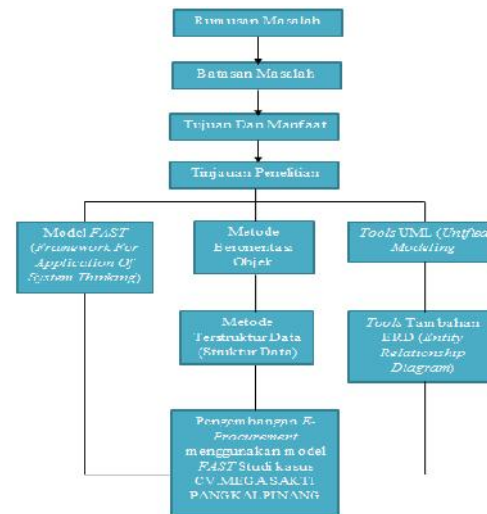 Rumusan Masalah
Batasan Masalah
Tujuan Dan Manfaat
Tinjauan Penelitian
Model FAST
(Framework For
Application Of
System Thinking)
Metode
Berorientasi
Objek
Tools UML (Unified
Modeling
Metode
Terstruktur Data
(Struktur Data)
Tools Tambahan
ERD (Entity
Relationship
Diagram)
Pengembangan E-
Procurement
menggunakan model
FAST Studi kasus
CV.MEGA SAKTI
PANGKALPINANG